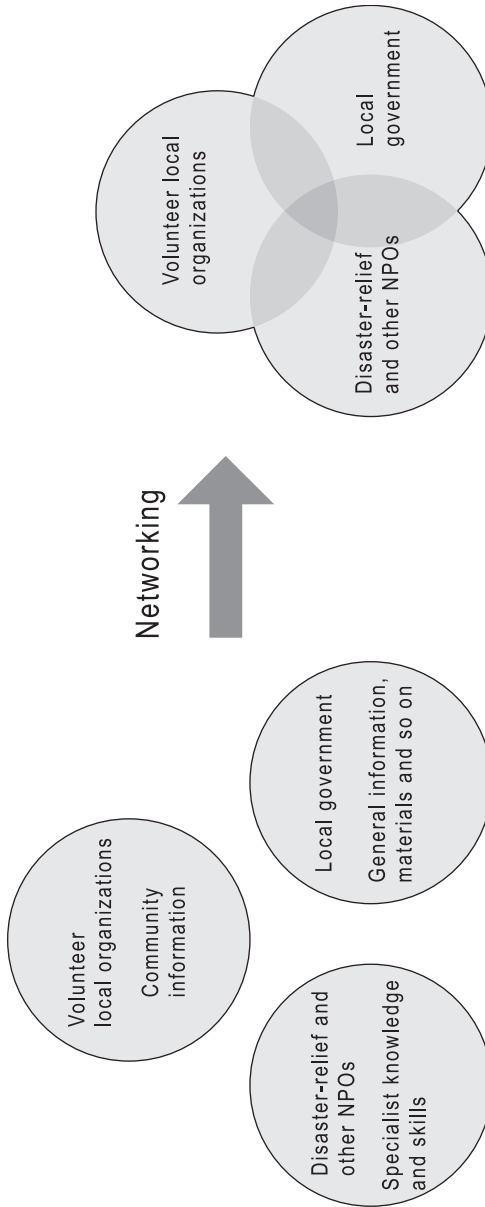 Volunteer
local organizations
Community
information
Disaster-relief and
other NPOs
Specialist knowledge
and skills
Local government
General information,
materials and so on
Networking
Volunteer local
organizations
Disaster-relief
and other NPOs
Local
government